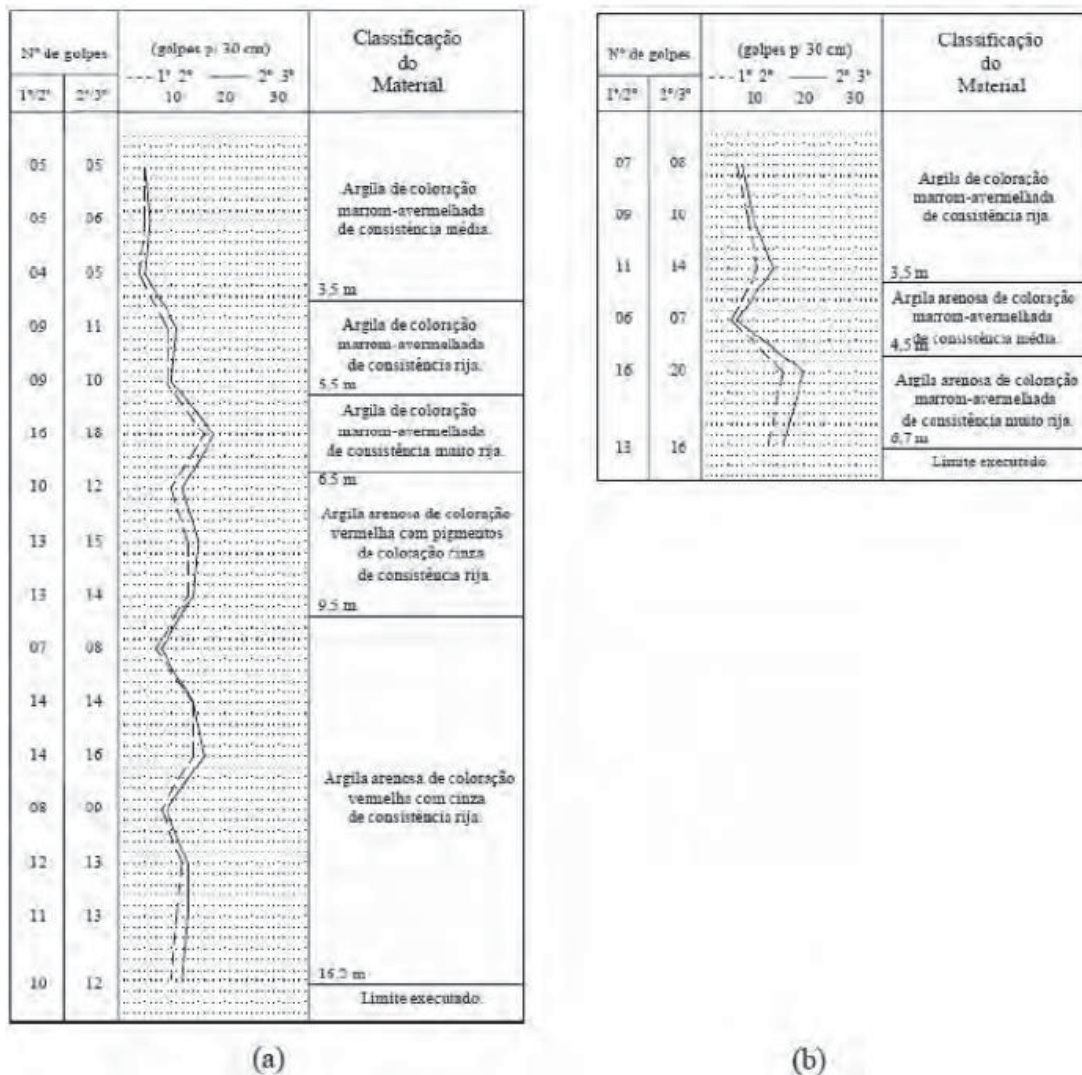 Nº de golpes
1º/2º 2º/3º
(golpes p/ 30 cm)
1º 2º 2º 3º
10 20 30
Classificação
do
Material
05 05
05 06
04 05
09 11
09 10
16 18
10 12
13 15
13 14
07 08
14 14
14 16
08 09
12 13
11 13
10 12
Argila de coloração
marrom-avermelhada
de consistência média.
3,5 m
Argila de coloração
marrom-avermelhada
de consistência rija.
5,5 m
Argila de coloração
marrom-avermelhada
de consistência muito rija.
6,5 m
Argila arenosa de coloração
vermelha com pigmentos
de coloração cinza
de consistência rija.
9,5 m
Argila arenosa de coloração
vermelha com cinza
de consistência rija.
Limite executado.
(a)
Nº de golpes
1º/2º 2º/3º
(golpes p/ 30 cm)
1º 2º 2º 3º
10 20 30
Classificação
do
Material
07 08
09 10
11 14
06 07
16 20
13 16
Argila de coloração
marrom-avermelhada
de consistência rija.
3,5 m
Argila arenosa de coloração
marrom-avermelhada
de consistência média.
4,5 m
Argila arenosa de coloração
marrom-avermelhada
de consistência muito rija.
6,7 m
Limite executado
(b)